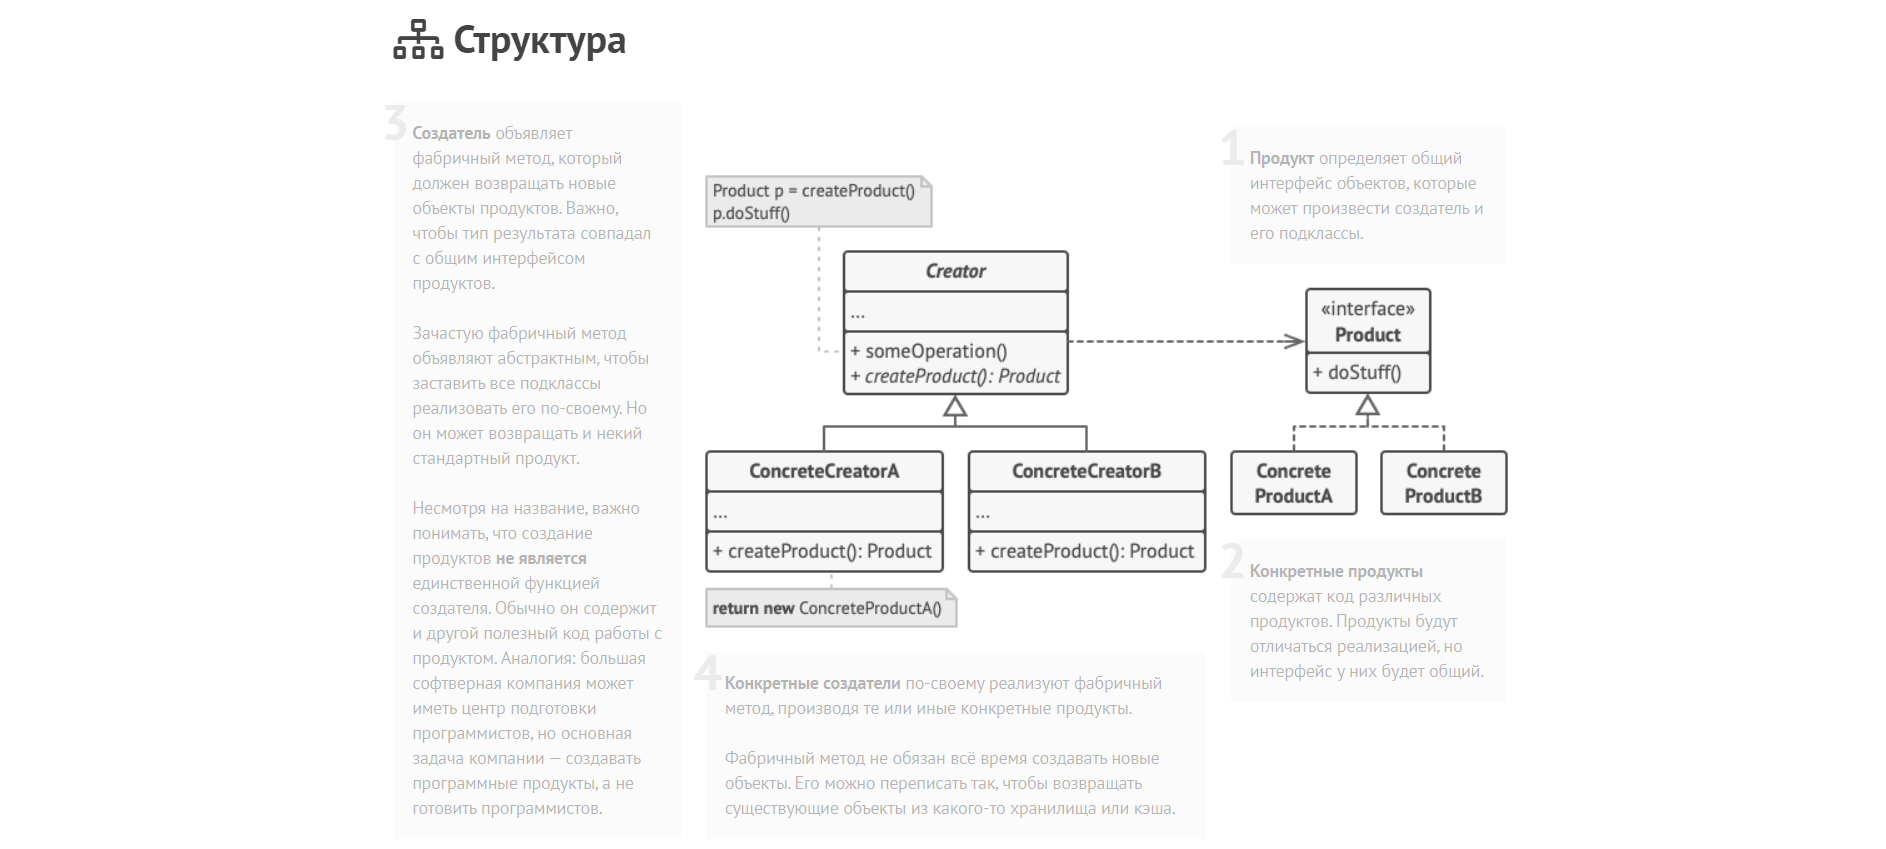 Структура
3
Создатель объявляет
фабричный метод, который
должен возвращать новые
объекты продуктов. Важно,
чтобы тип результата совпадал
с общим интерфейсом
продуктов.
Зачастую фабричный метод
объявляют абстрактным, чтобы
заставить все подклассы
реализовать его по-своему. Но
он может возвращать и некий
стандартный продукт.
Несмотря на название, важно
понимать, что создание
продуктов не является
единственной функцией
создателя. Обычно он содержит
и другой полезный код работы с
продуктом. Аналогия: большая
софтверная компания может
иметь центр подготовки
программистов, но основная
задача компании — создавать
программные продукты, а не
готовить программистов.
Product p = createProduct()
p.doStuff()
Creator
...
+ someOperation()
+ createProduct(): Product
ConcreteCreatorA
...
+ createProduct(): Product
ConcreteCreatorB
...
+ createProduct(): Product
return new ConcreteProductA()
1
Продукт определяет общий
интерфейс объектов, которые
может произвести создатель и
его подклассы.
«interface»
Product
+ doStuff()
Concrete
ProductA
Concrete
ProductB
2
Конкретные продукты
содержат код различных
продуктов. Продукты будут
отличаться реализацией, но
интерфейс у них будет общий.
4
Конкретные создатели по-своему реализуют фабричный
метод, производя те или иные конкретные продукты.
Фабричный метод не обязан всё время создавать новые
объекты. Его можно переписать так, чтобы возвращать
существующие объекты из какого-то хранилища или кэша.